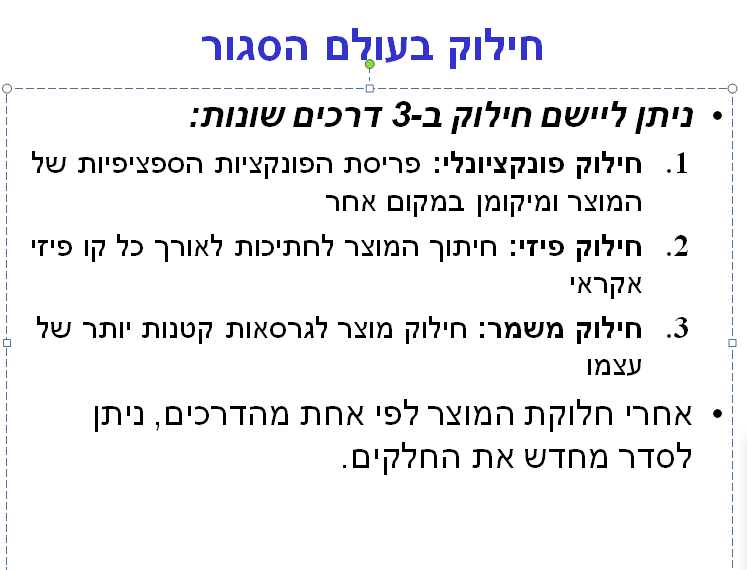 חילוק בעולם הסגור
• ניתן ליישם חילוק ב-3 דרכים שונות:
1. חילוק פונקציונלי: פריסת הפונקציות הספציפיות של
המוצר ומיקומן במקום אחר
2. חילוק פיזי: חיתוך המוצר לחתיכות לאורך כל קו פיזי
אקראי
3. חילוק משמר: חילוק מוצר לגרסאות קטנות יותר של
עצמו
• אחרי חלוקת המוצר לפי אחת מהדרכים, ניתן
לסדר מחדש את החלקים.